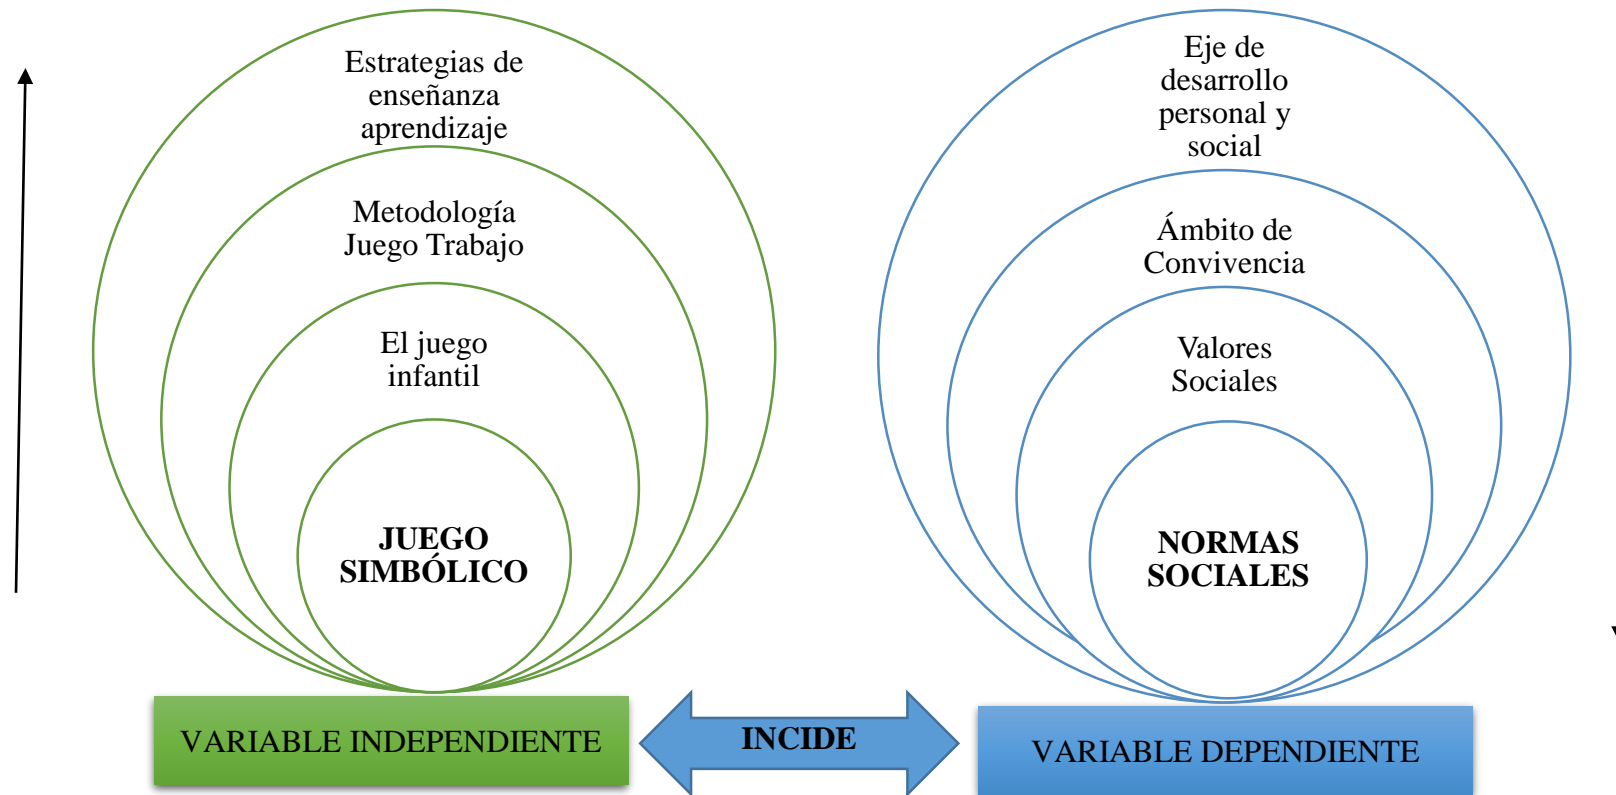 Estrategias de
enseñanza
aprendizaje
Metodología
Juego Trabajo
El juego
infantil
JUEGO
SIMBÓLICO
VARIABLE INDEPENDIENTE
INCIDE
Eje de
desarrollo
personal y
social
Ámbito de
Convivencia
Valores
Sociales
NORMAS
SOCIALES
VARIABLE DEPENDIENTE